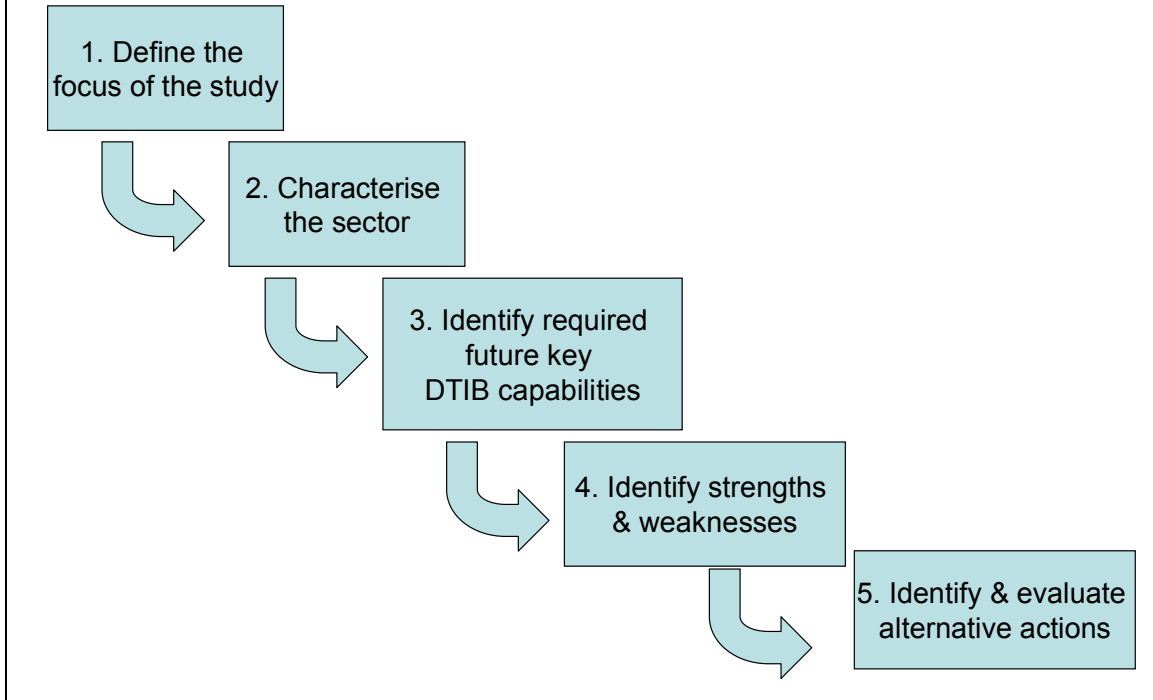 1. Define the
focus of the study
2. Characterise
the sector
3. Identify required
future key
DTIB capabilities
4. Identify strengths
& weaknesses
5. Identify & evaluate
alternative actions